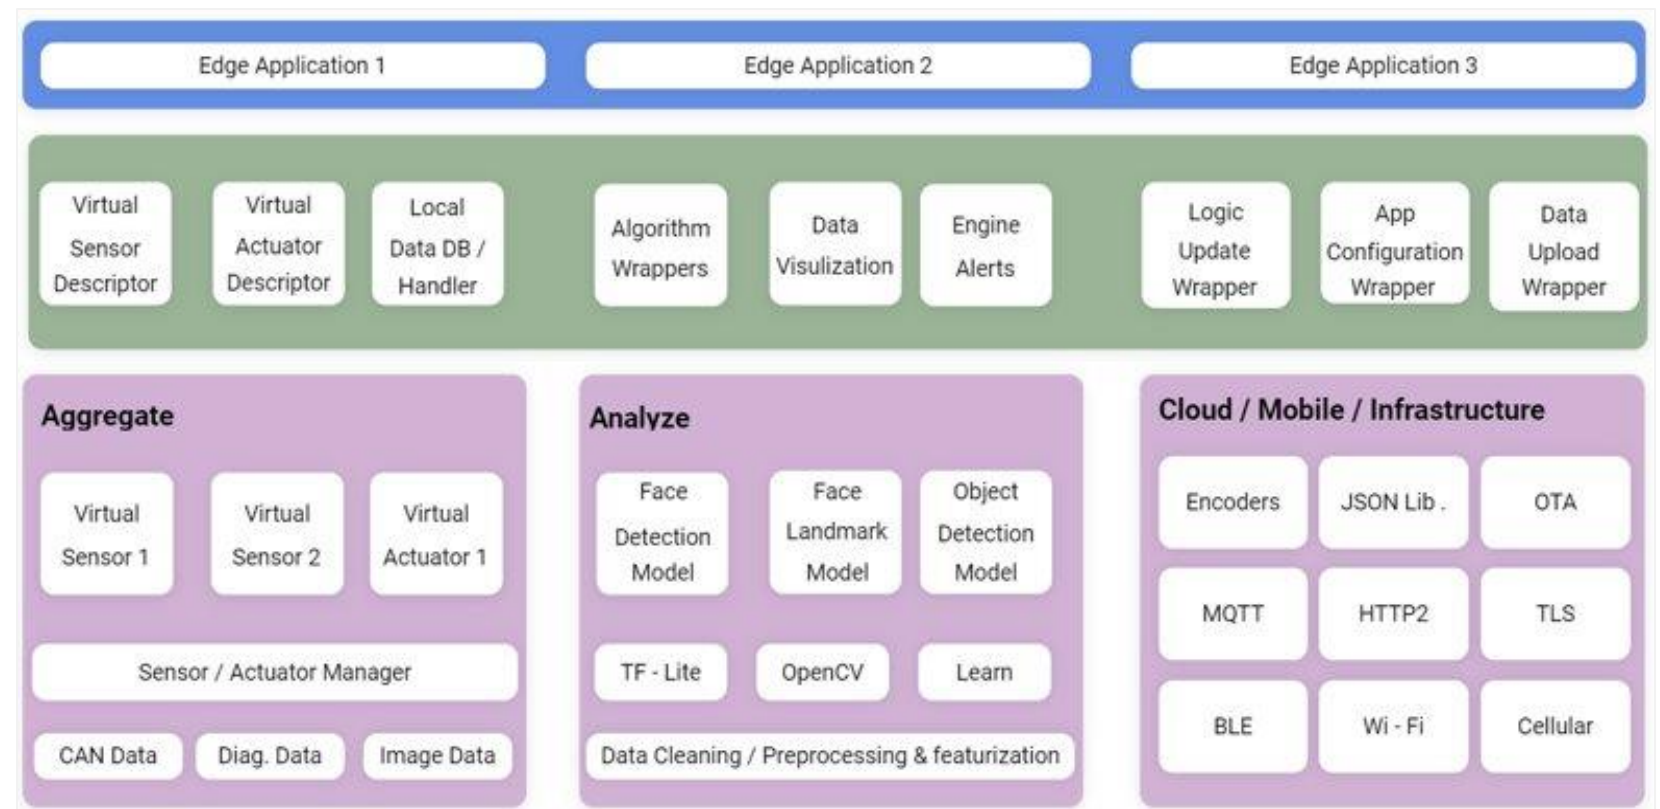 Edge Application 1
Edge Application 2
Edge Application 3
Virtual
Sensor
Descriptor
Virtual
Actuator
Descriptor
Local
Data DB /
Handler
Algorithm
Wrappers
Data
Visulization
Engine
Alerts
Logic
Update
Wrapper
App
Configuration
Wrapper
Data
Upload
Wrapper
Aggregate
Virtual
Sensor 1
Virtual
Sensor 2
Virtual
Actuator 1
Sensor / Actuator Manager
CAN Data
Diag. Data
Image Data
Analyze
Face
Detection
Model
Face
Landmark
Model
Object
Detection
Model
TF - Lite
OpenCV
Learn
Data Cleaning / Preprocessing & featurization
Cloud / Mobile / Infrastructure
Encoders
JSON Lib .
OTA
MQTT
HTTP2
TLS
BLE
Wi - Fi
Cellular